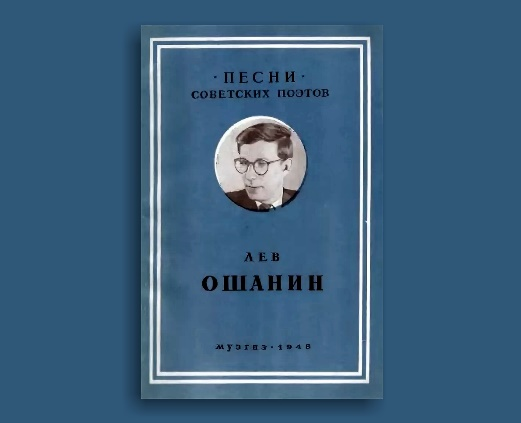 · ПЕСНИ ·
СОВЕТСКИХ ПОЭТОВ
ЛЕВ
ОШАНИН
МУЗГИЗ · 1948